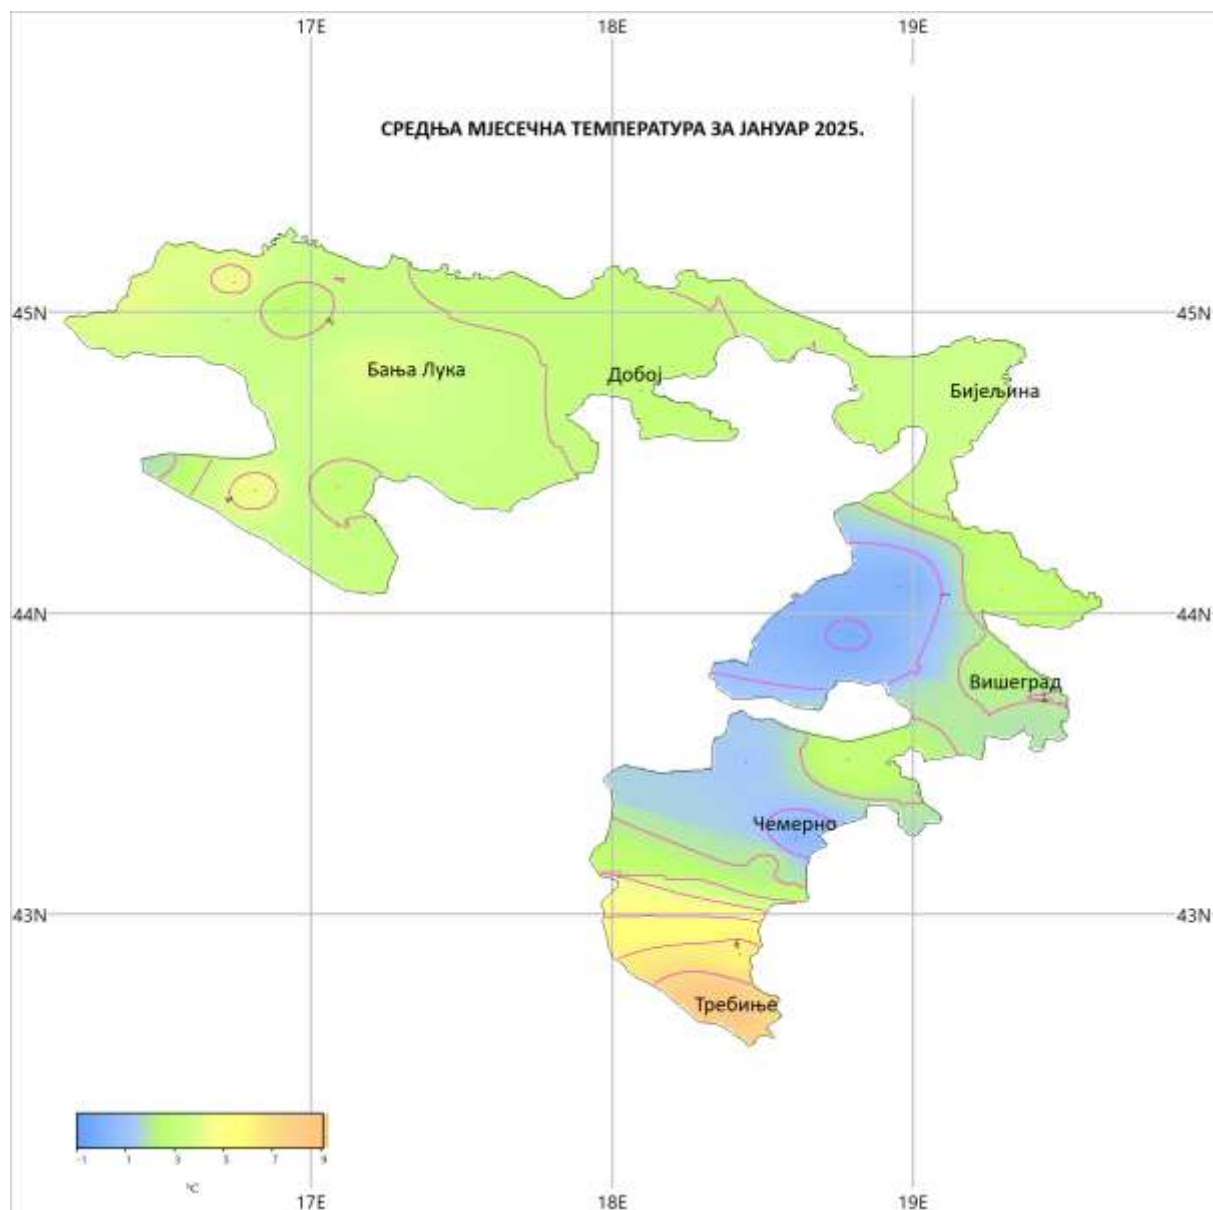 17E 18E 19E
СРЕДЊА МЈЕСЕЧНА ТЕМПЕРАТУРА ЗА ЈАНУАР 2025.
45N 45N
Бања Лука
Добој
Бијељина
44N 44N
Вишеград
Чемерно
43N 43N
Требиње
-1 1 3 5 7 9
°C
17E 18E 19E